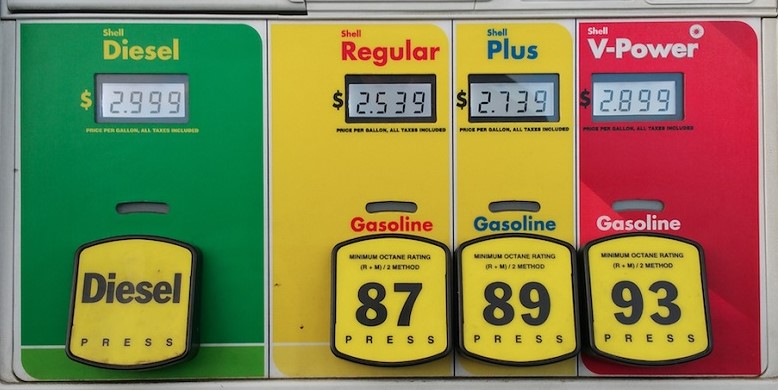 Shell
Diesel
$ 2.999
PRICE PER GALLON, ALL TAXES INCLUDED
Diesel
PRESS
Shell
Regular
$ 2.539
PRICE PER GALLON, ALL TAXES INCLUDED
Gasoline
MINIMUM OCTANE RATING
(R + M) / 2 METHOD
87
PRESS
Shell
Plus
$ 2.739
PRICE PER GALLON, ALL TAXES INCLUDED
Gasoline
MINIMUM OCTANE RATING
(R + M) / 2 METHOD
89
PRESS
Shell
V-Power
$ 2.899
PRICE PER GALLON, ALL TAXES INCLUDED
Gasoline
MINIMUM OCTANE RATING
(R + M) / 2 METHOD
93
PRESS